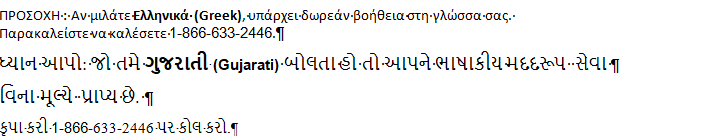 ΠΡΟΣΟΧΗ : Αν μιλάτε Ελληνικά (Greek), υπάρχει δωρεάν βοήθεια στη γλώσσα σας.
Παρακαλείστε να καλέσετε 1-866-633-2446.¶
ધ્યાન આપો: જો તમે ગુજરાતી (Gujarati) બોલતા હો તો આપને ભાષાકીય મદદરૂપ સેવા ¶
વિના મૂલ્યે પ્રાપ્ય છે. ¶
કૃપા કરી 1-866-633-2446 પર કોલ કરો.¶